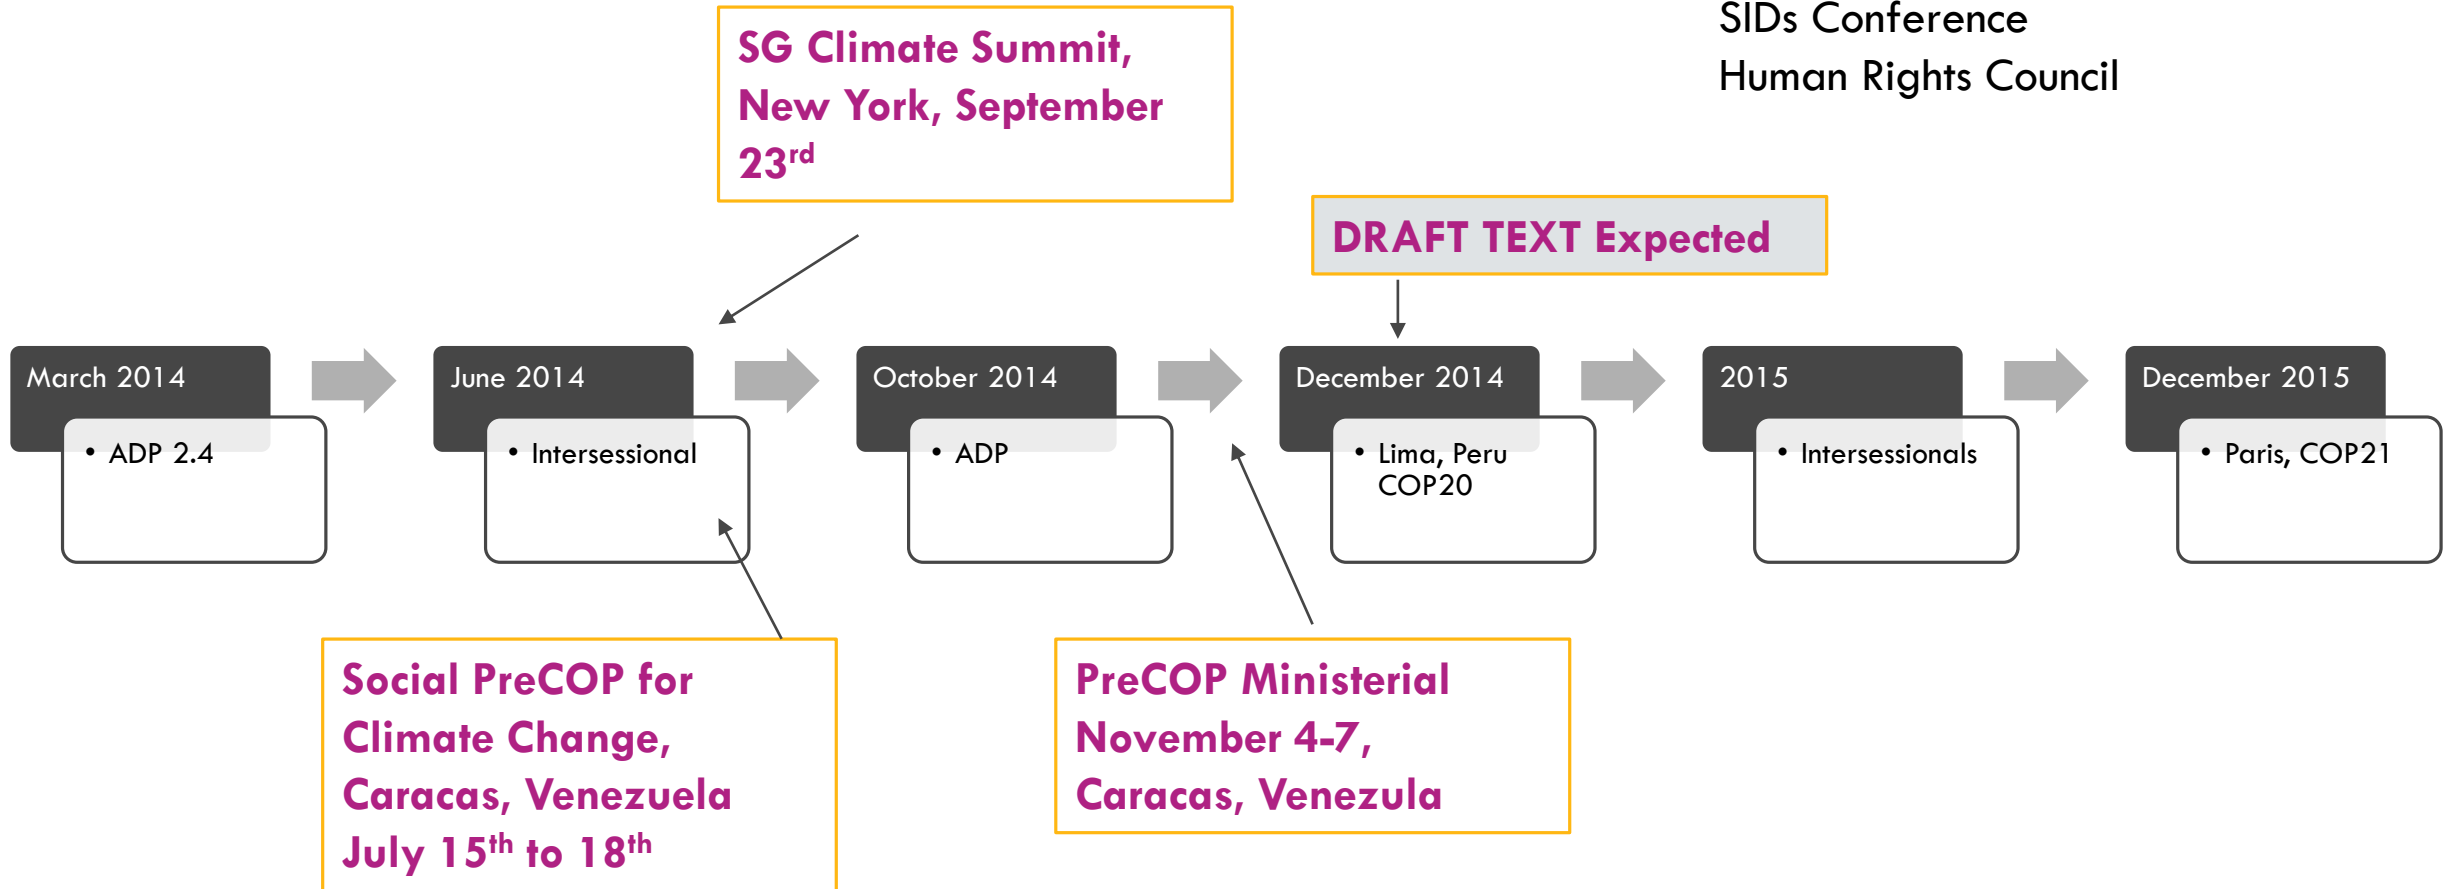 SIDs Conference
Human Rights Council
SG Climate Summit,
New York, September
23rd
DRAFT TEXT Expected
March 2014
• ADP 2.4
June 2014
• Intersessional
October 2014
• ADP
December 2014
• Lima, Peru
COP20
2015
• Intersessionals
December 2015
• Paris, COP21
Social PreCOP for
Climate Change,
Caracas, Venezuela
July 15th to 18th
PreCOP Ministerial
November 4-7,
Caracas, Venezula